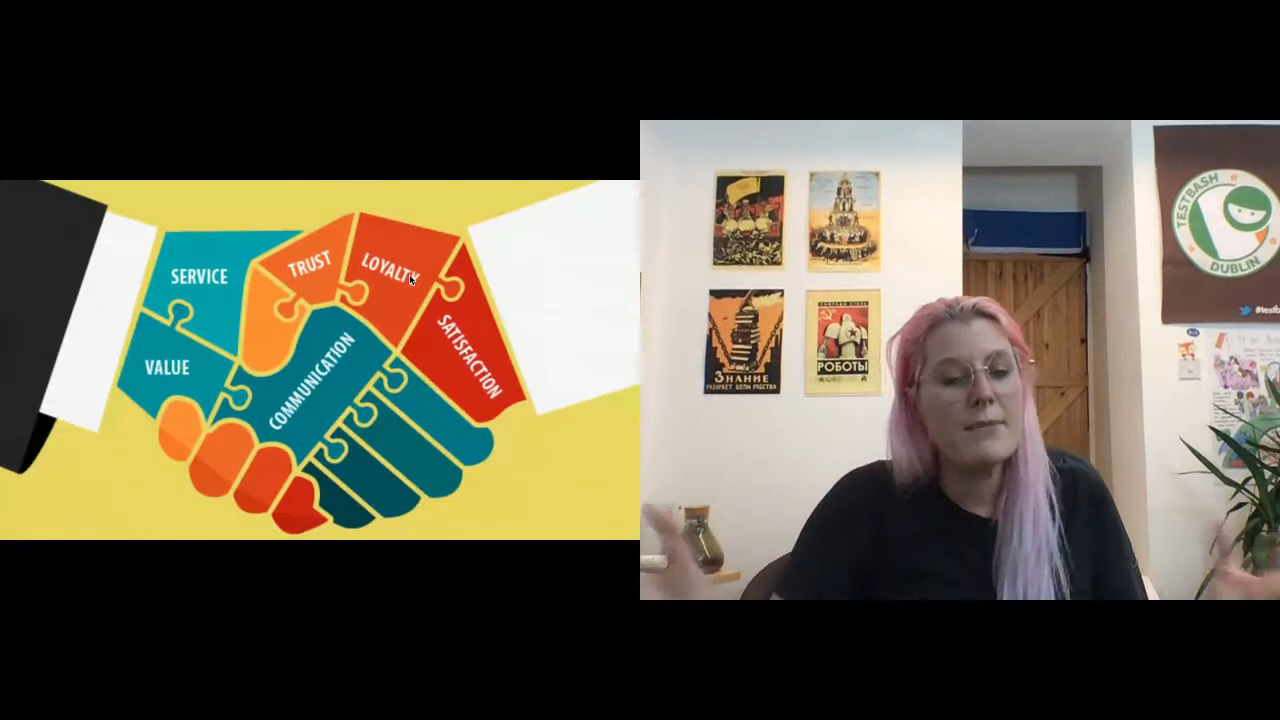 SERVICE
TRUST
LOYALTY
SATISFACTION
VALUE
COMMUNICATION
ЗНАНИЕ
РАЗОРВЕТ ЦЕПИ РАБСТВА
РОБОТЫ
TESTBASH
DUBLIN